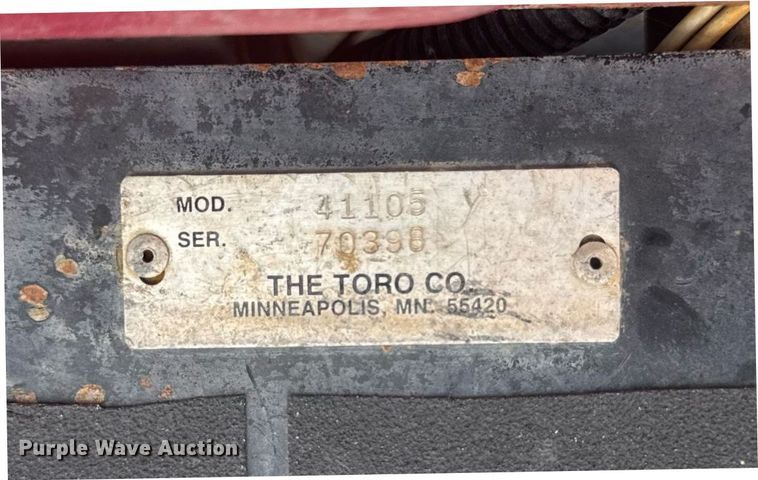 MOD. 41105
SER. 70398
THE TORO CO.
MINNEAPOLIS, MN. 55420
Purple Wave Auction